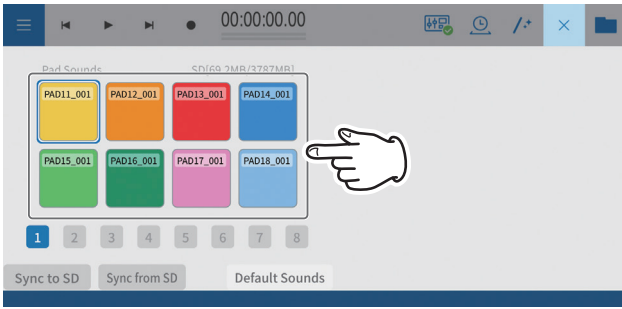 00:00:00.00
Pad Sounds SD[69.2MB/3787MB]
PAD11_001 PAD12_001 PAD13_001 PAD14_001
PAD15_001 PAD16_001 PAD17_001 PAD18_001
1 2 3 4 5 6 7 8
Sync to SD Sync from SD Default Sounds